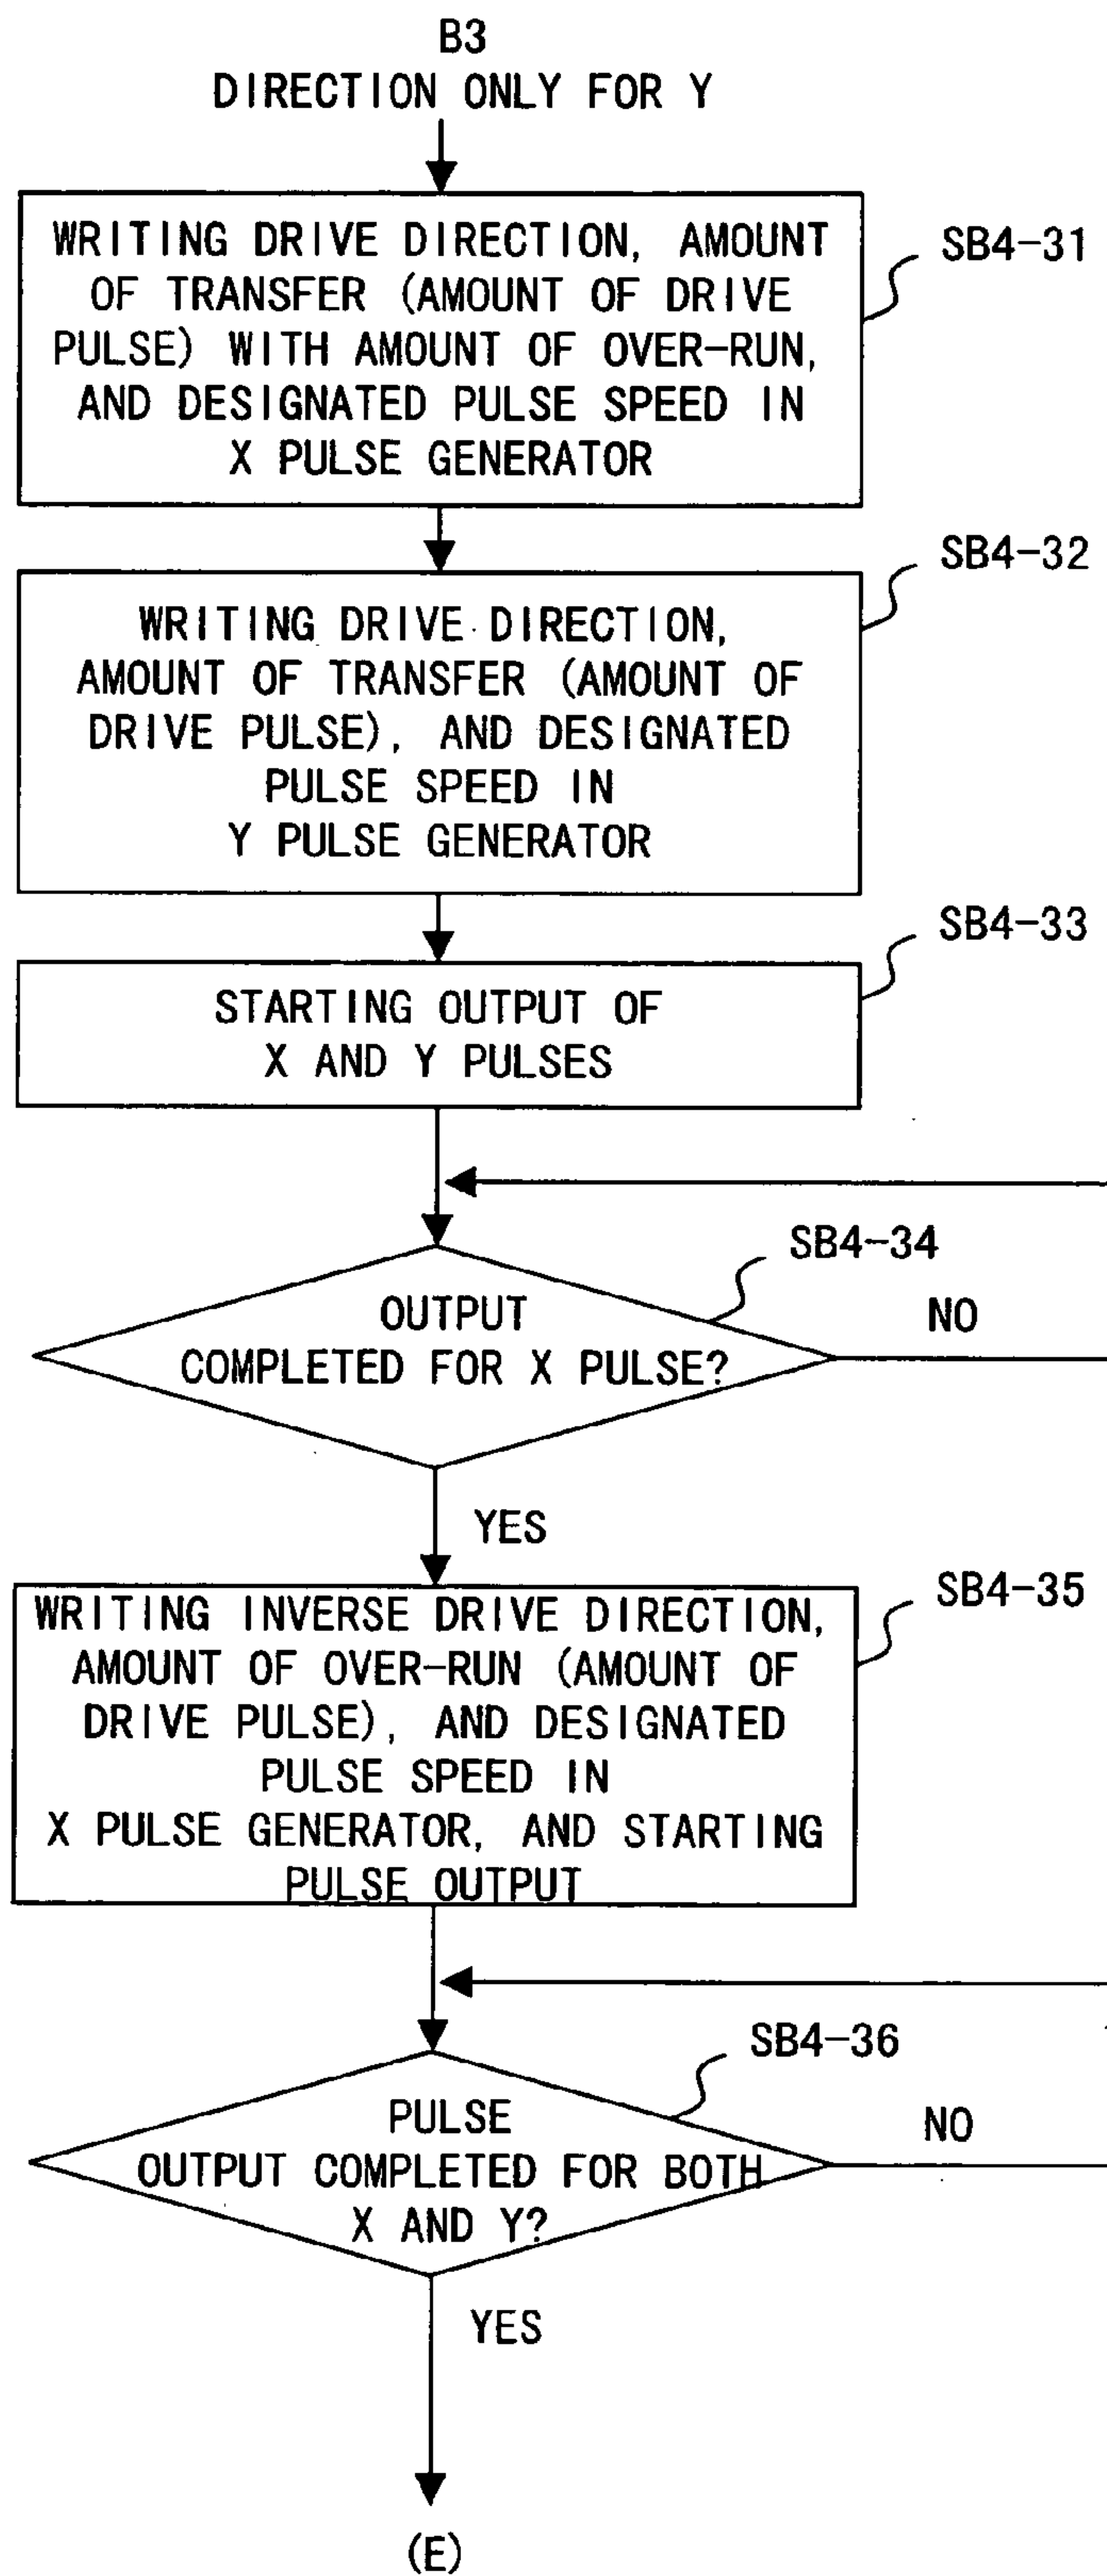 B3
DIRECTION ONLY FOR Y
WRITING DRIVE DIRECTION, AMOUNT
OF TRANSFER (AMOUNT OF DRIVE
PULSE) WITH AMOUNT OF OVER-RUN,
AND DESIGNATED PULSE SPEED IN
X PULSE GENERATOR
SB4-31
WRITING DRIVE DIRECTION,
AMOUNT OF TRANSFER (AMOUNT OF
DRIVE PULSE), AND DESIGNATED
PULSE SPEED IN
Y PULSE GENERATOR
SB4-32
STARTING OUTPUT OF
X AND Y PULSES
SB4-33
SB4-34
OUTPUT
COMPLETED FOR X PULSE?
NO
YES
WRITING INVERSE DRIVE DIRECTION,
AMOUNT OF OVER-RUN (AMOUNT OF
DRIVE PULSE), AND DESIGNATED
PULSE SPEED IN
X PULSE GENERATOR, AND STARTING
PULSE OUTPUT
SB4-35
SB4-36
PULSE
OUTPUT COMPLETED FOR BOTH
X AND Y?
NO
YES
(E)